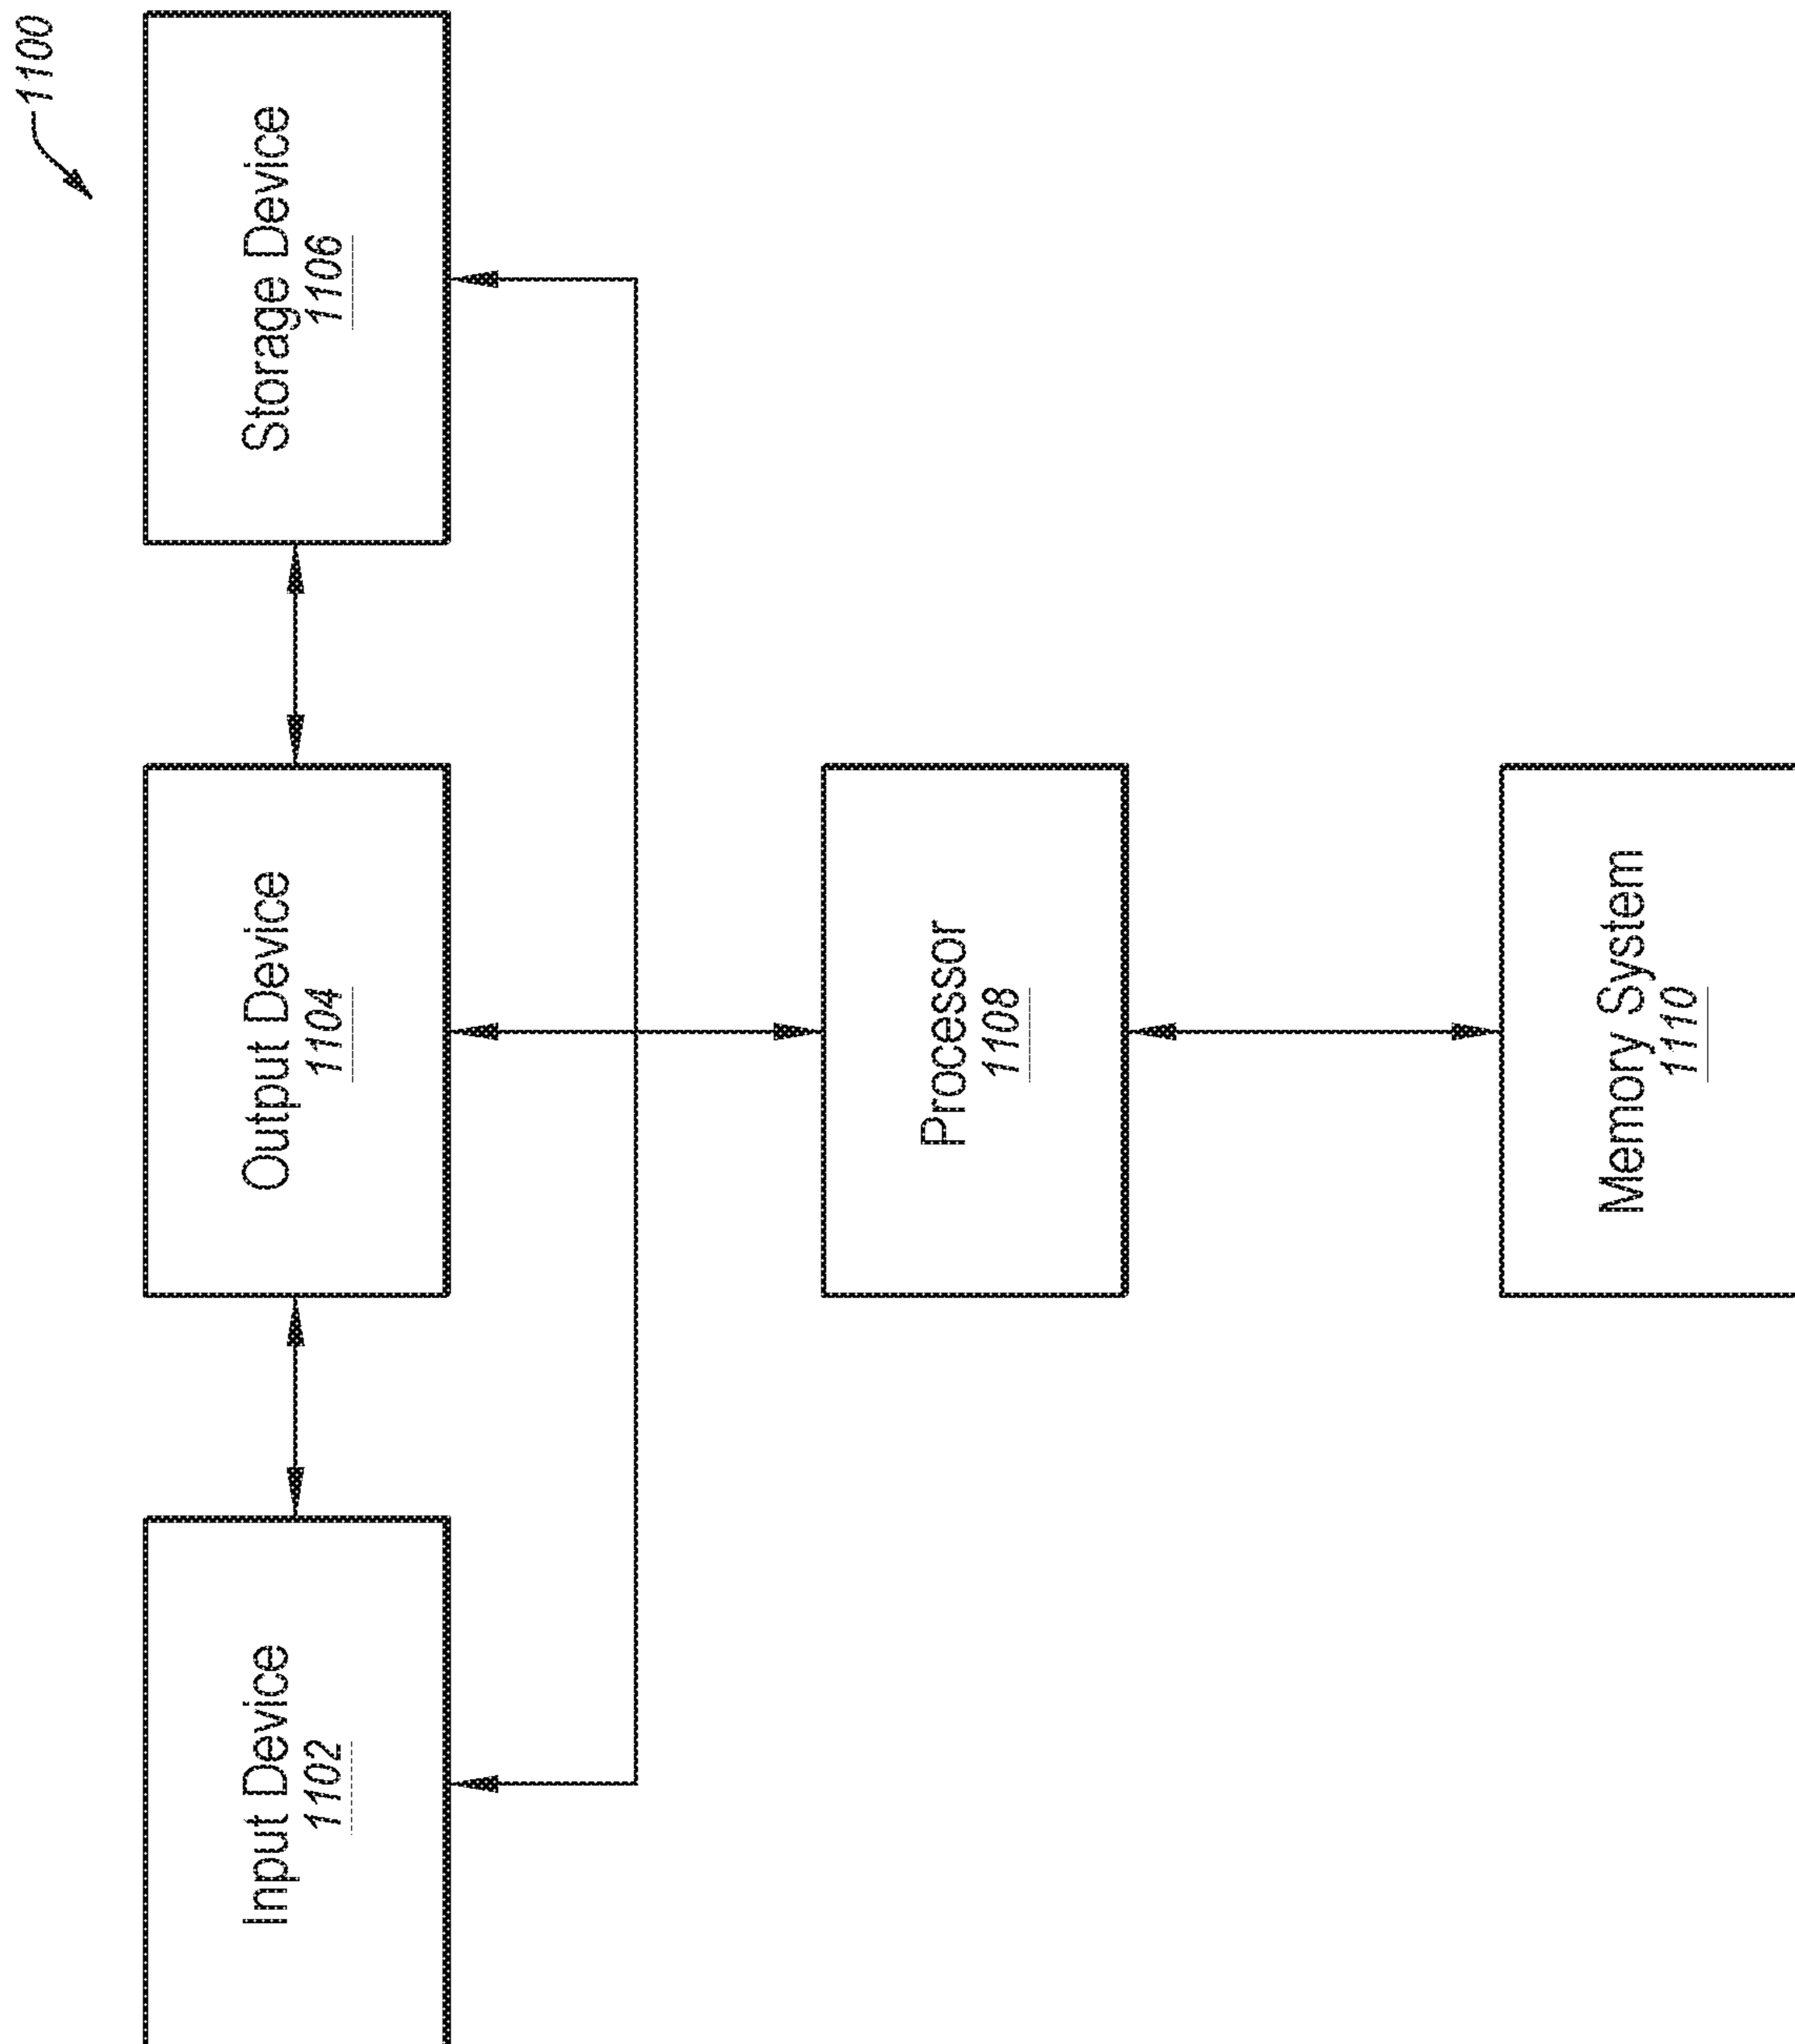 1100
Input Device
1102
Output Device
1104
Storage Device
1106
Processor
1108
Memory System
1110